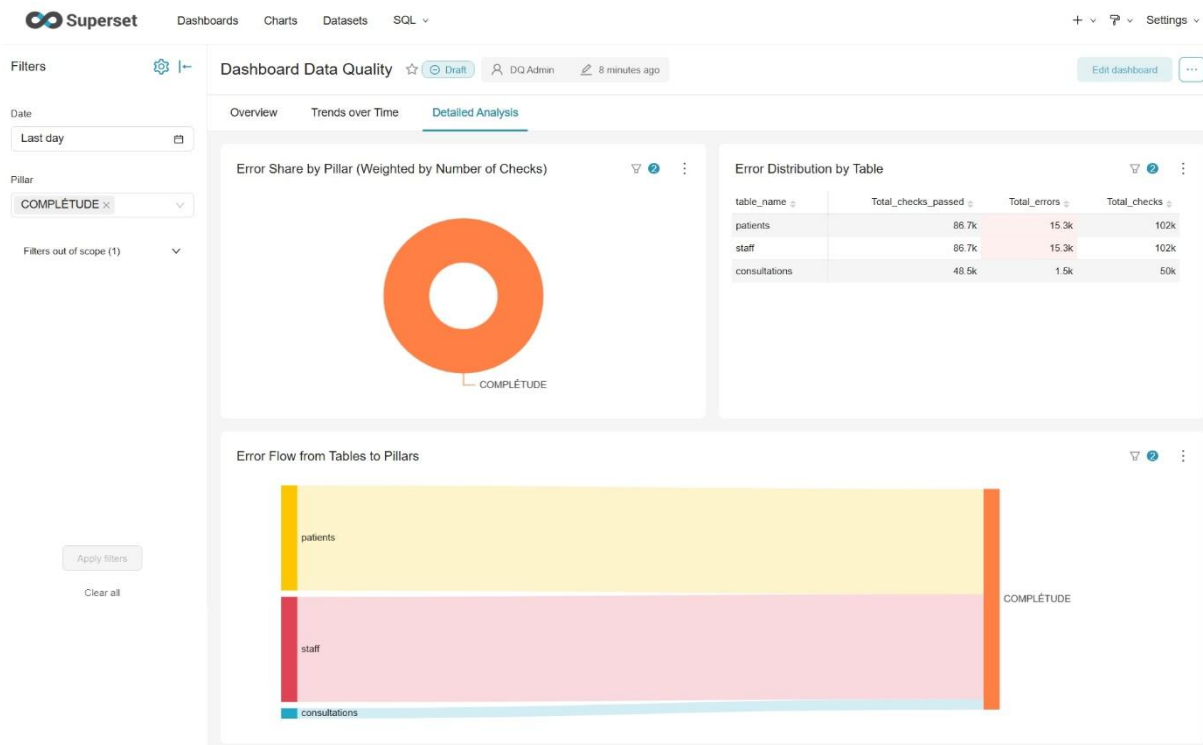 Superset Dashboards Charts Datasets SQL Settings
Filters
Date
Last day
Pillar
COMPLÉTUDE ×
Filters out of scope (1)
Apply filters
Clear all
Dashboard Data Quality Draft DQ Admin 8 minutes ago Edit dashboard
Overview Trends over Time Detailed Analysis
Error Share by Pillar (Weighted by Number of Checks) 2
COMPLÉTUDE
Error Distribution by Table 2
table_name Total_checks_passed Total_errors Total_checks
patients 86.7k 15.3k 102k
staff 86.7k 15.3k 102k
consultations 48.5k 1.5k 50k
Error Flow from Tables to Pillars 2
patients
COMPLÉTUDE
staff
consultations